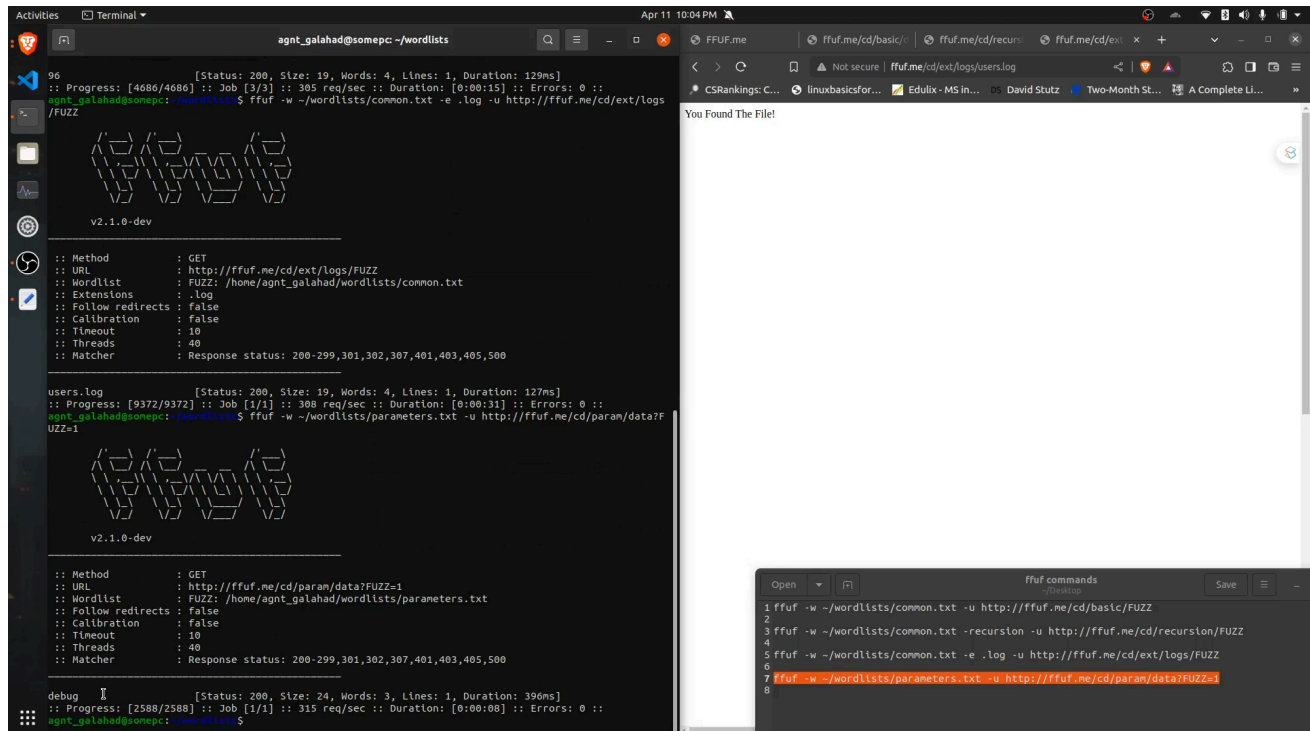 Activities
Terminal
Apr 11 10:04 PM
agnt_galahad@somepc: ~/wordlists
96 [Status: 200, Size: 19, Words: 4, Lines: 1, Duration: 129ms]
:: Progress: [4686/4686] :: Job [3/3] :: 305 req/sec :: Duration: [0:00:15] :: Errors: 0 ::
agnt_galahad@somepc:~/wordlists$ ffuf -w ~/wordlists/common.txt -e .log -u http://ffuf.me/cd/ext/logs
/FUZZ
v2.1.0-dev
:: Method : GET
:: URL : http://ffuf.me/cd/ext/logs/FUZZ
:: Wordlist : FUZZ: /home/agnt_galahad/wordlists/common.txt
:: Extensions : .log
:: Follow redirects : false
:: Calibration : false
:: Timeout : 10
:: Threads : 40
:: Matcher : Response status: 200-299,301,302,307,401,403,405,500
users.log [Status: 200, Size: 19, Words: 4, Lines: 1, Duration: 127ms]
:: Progress: [9372/9372] :: Job [1/1] :: 308 req/sec :: Duration: [0:00:31] :: Errors: 0 ::
agnt_galahad@somepc:~/wordlists$ ffuf -w ~/wordlists/parameters.txt -u http://ffuf.me/cd/param/data?F
UZZ=1
v2.1.0-dev
:: Method : GET
:: URL : http://ffuf.me/cd/param/data?FUZZ=1
:: Wordlist : FUZZ: /home/agnt_galahad/wordlists/parameters.txt
:: Follow redirects : false
:: Calibration : false
:: Timeout : 10
:: Threads : 40
:: Matcher : Response status: 200-299,301,302,307,401,403,405,500
debug [Status: 200, Size: 24, Words: 3, Lines: 1, Duration: 396ms]
:: Progress: [2588/2588] :: Job [1/1] :: 315 req/sec :: Duration: [0:00:08] :: Errors: 0 ::
agnt_galahad@somepc:~/wordlists$
FFUF.me
ffuf.me/cd/basic/c
ffuf.me/cd/recurs
ffuf.me/cd/ext
Not secure | ffuf.me/cd/ext/logs/users.log
CSRankings: C...
linuxbasicsfor...
Edulix - MS in...
DS David Stutz
Two-Month St...
A Complete Li...
You Found The File!
Open
ffuf commands
~/Desktop
Save
1 ffuf -w ~/wordlists/common.txt -u http://ffuf.me/cd/basic/FUZZ
2
3 ffuf -w ~/wordlists/common.txt -recursion -u http://ffuf.me/cd/recursion/FUZZ
4
5 ffuf -w ~/wordlists/common.txt -e .log -u http://ffuf.me/cd/ext/logs/FUZZ
6
7 ffuf -w ~/wordlists/parameters.txt -u http://ffuf.me/cd/param/data?FUZZ=1
8